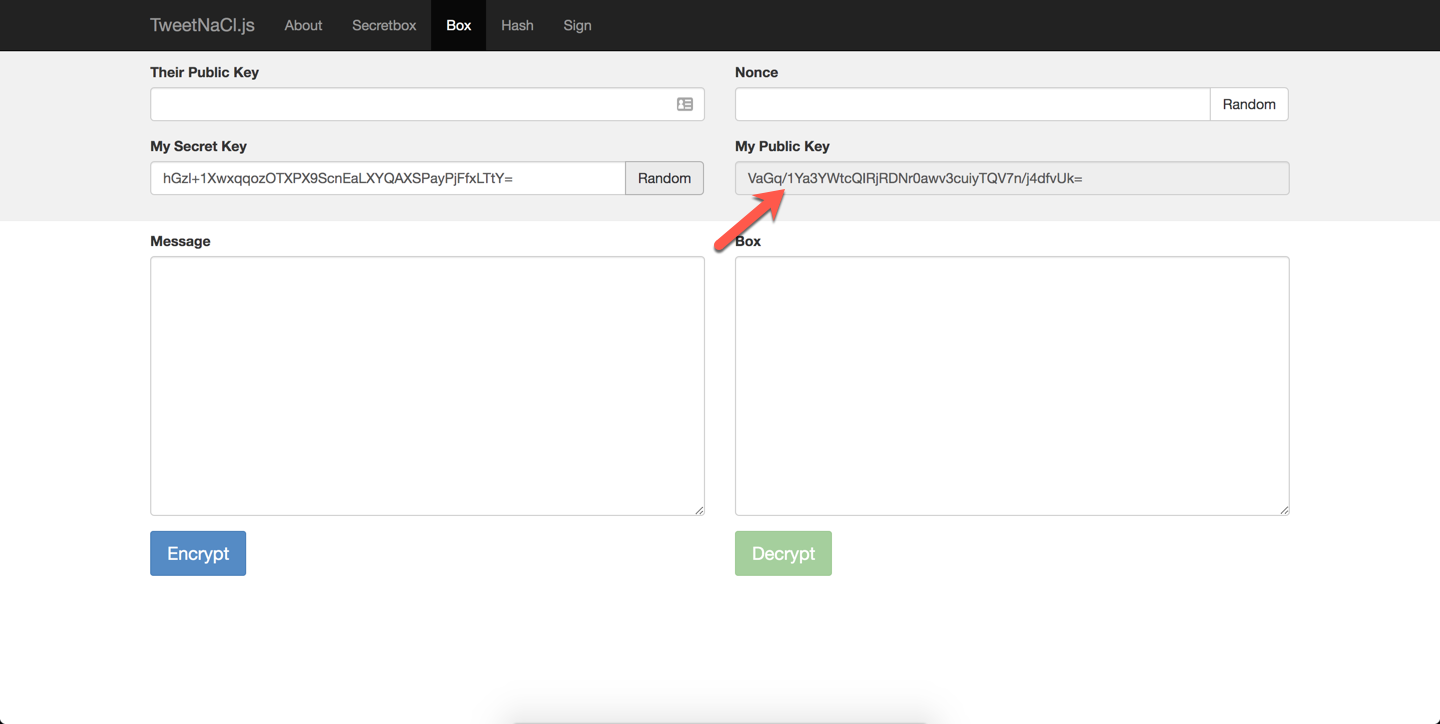 TweetNaCl.js About Secretbox Box Hash Sign
Their Public Key
Nonce
Random
My Secret Key
My Public Key
hGzl+1XwxqqozOTXPX9ScnEaLXYQAXSPayPjFfxLTtY=
Random
VaGq/1Ya3YWtcQIRjRDNr0awv3cuiyTQV7n/j4dfvUk=
Message
Box
Encrypt
Decrypt